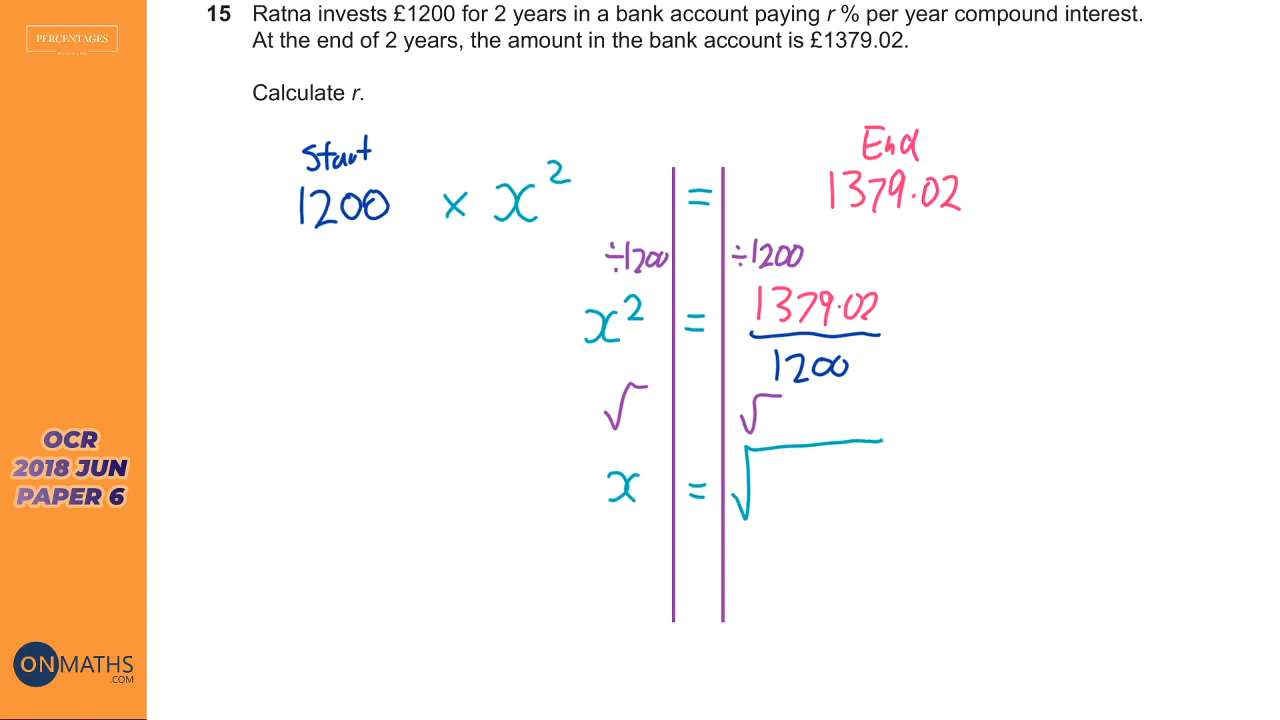 PERCENTAGES
15 Ratna invests £1200 for 2 years in a bank account paying r % per year compound interest.
At the end of 2 years, the amount in the bank account is £1379.02.
Calculate r.
Start End
1200 × x² = 1379.02
÷1200 ÷1200
x² = 1379.02
1200
√ √
x = √
OCR
2018 JUN
PAPER 6
ONMATHS
.COM